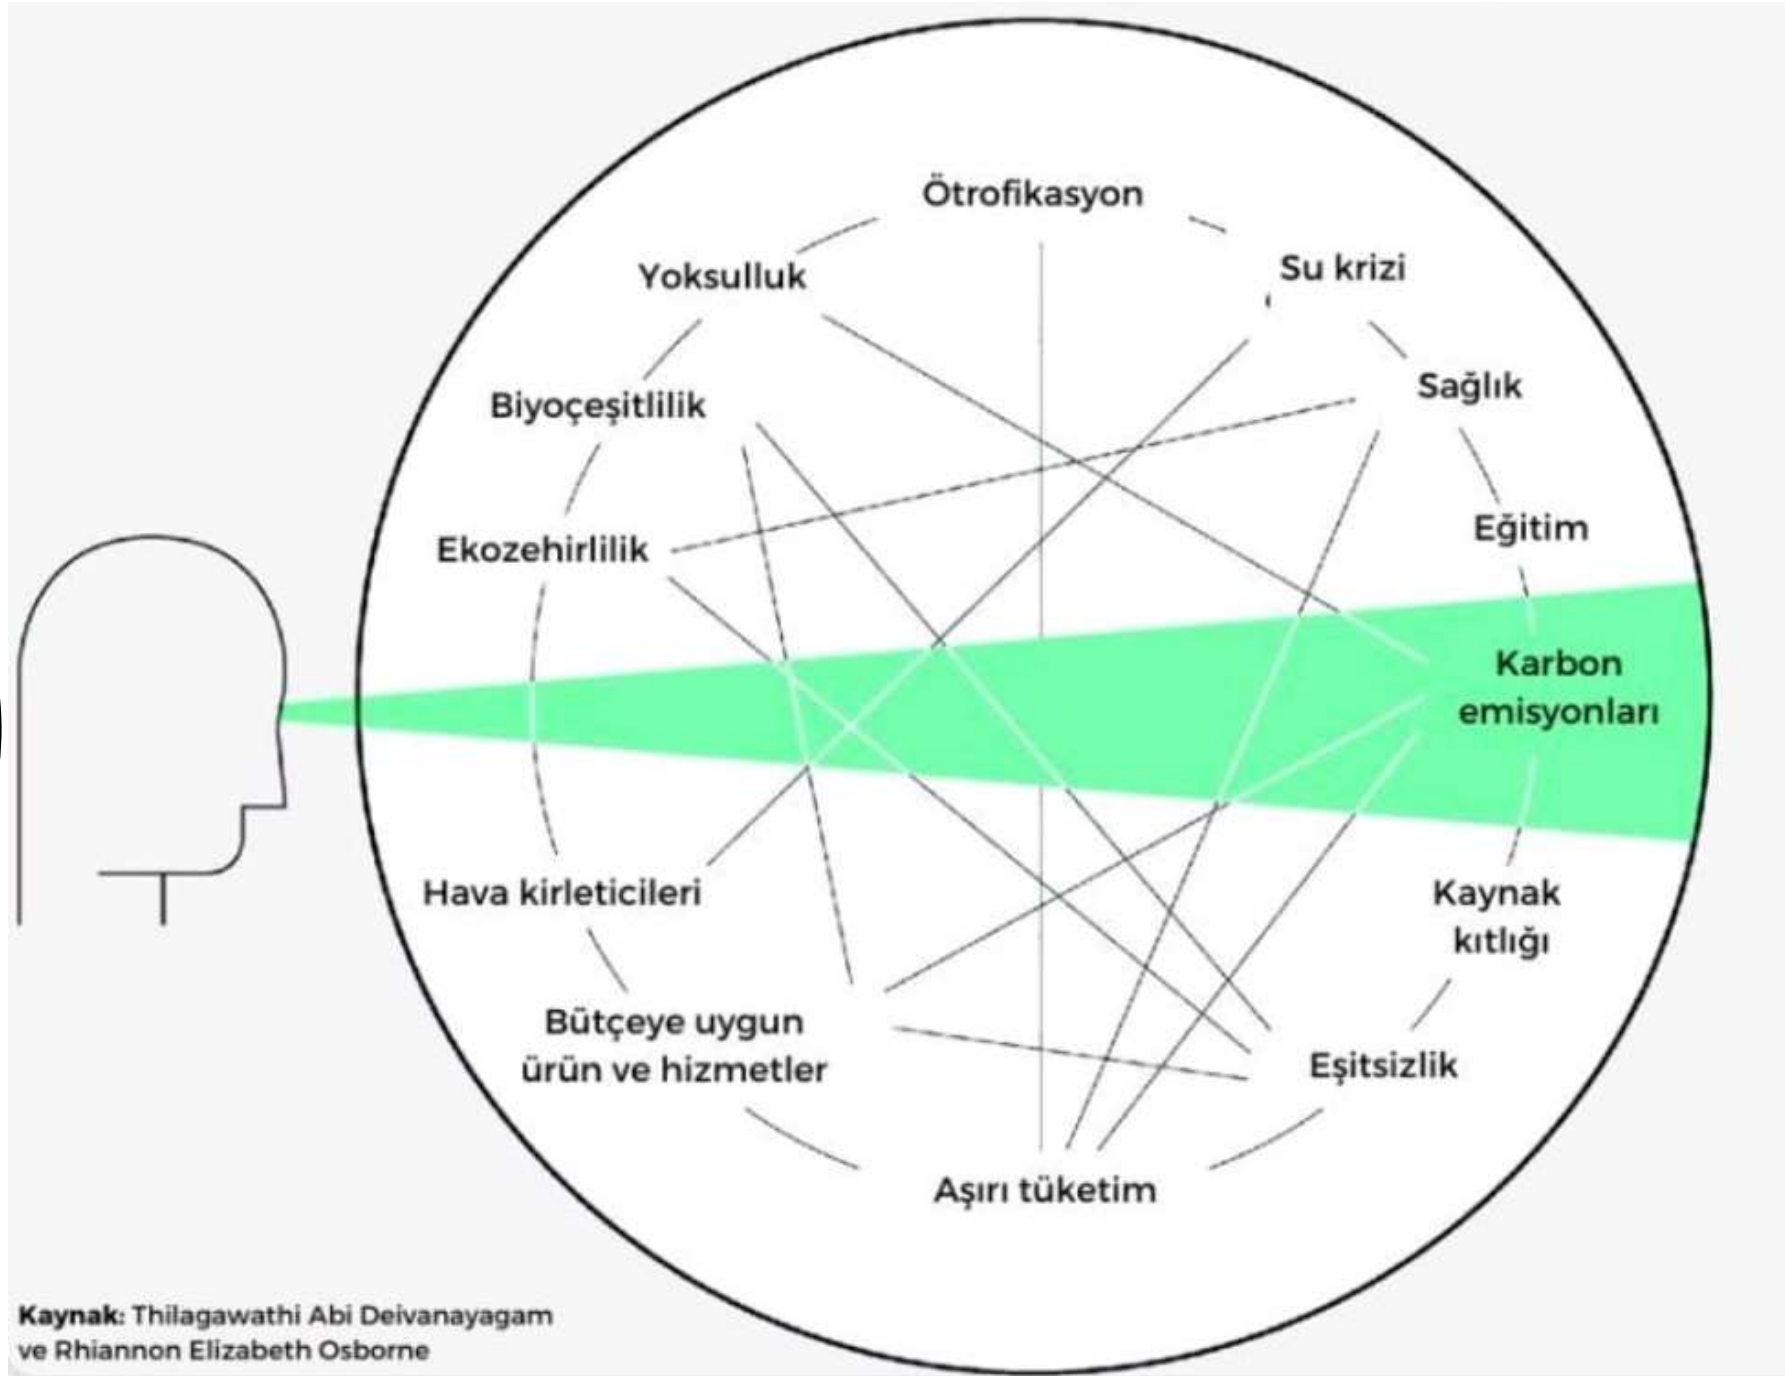 Ötrofikasyon
Su krizi
Yoksulluk
Sağlık
Biyoçeşitlilik
Eğitim
Ekozehirlilik
Karbon
emisyonları
Hava kirleticileri
Kaynak
kıtlığı
Bütçeye uygun
ürün ve hizmetler
Eşitsizlik
Aşırı tüketim
Kaynak: Thilagawathi Abi Deivanayagam
ve Rhiannon Elizabeth Osborne